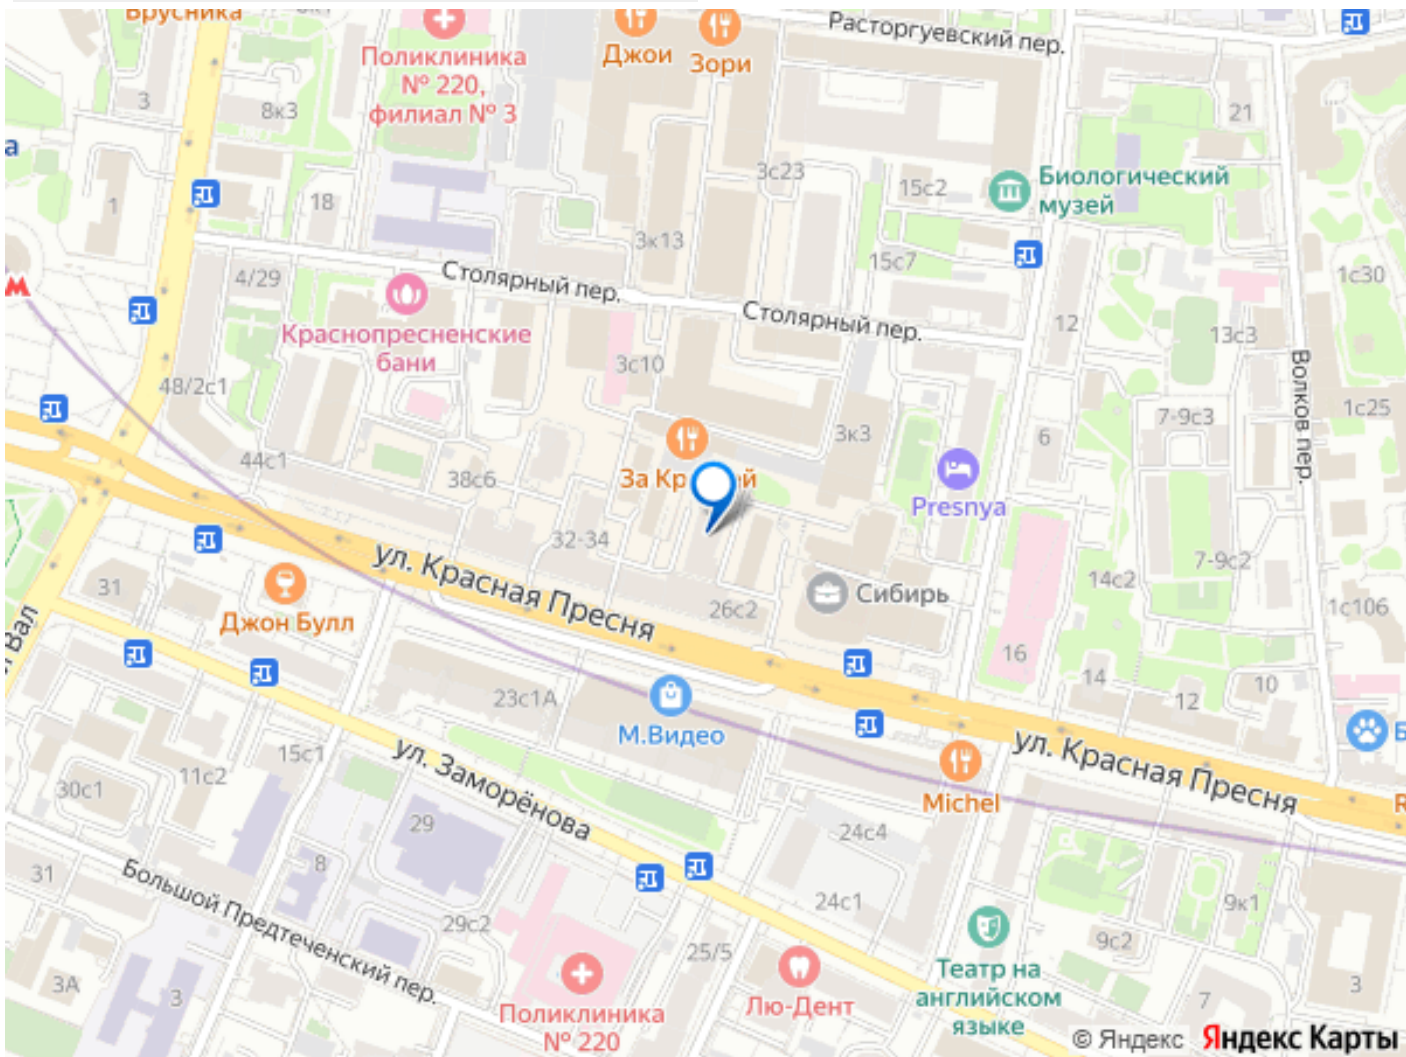 Брусника
Поликлиника
№ 220,
филиал № 3
Джои
Зори
Расторгуевский пер.
3
8к3
21
а
1
18
3к13
3с23
15с2
Биологический
музей
15с7
4/29
Столярный пер.
Столярный пер.
1с30
12
13с3
Краснопресненские
бани
48/2с1
3с10
Волков пер.
1с25
7-9с3
6
3к3
44с1
38с6
Presnya
32-34
7-9с2
14с2
31
ул. Красная Пресня
26с2
Сибирь
1с106
Джон Булл
Вал
16
14
12
10
23с1А
М.Видео
ул. Красная Пресня
15с1
ул. Заморёнова
11с2
30с1
Michel
29
24с4
8
31
Большой Предтеченский пер.
29с2
24с1
9к1
25/5
9с2
3А
3
Поликлиника
№ 220
Лю-Дент
Театр на
английском
языке
7
3
© Яндекс Яндекс Карты